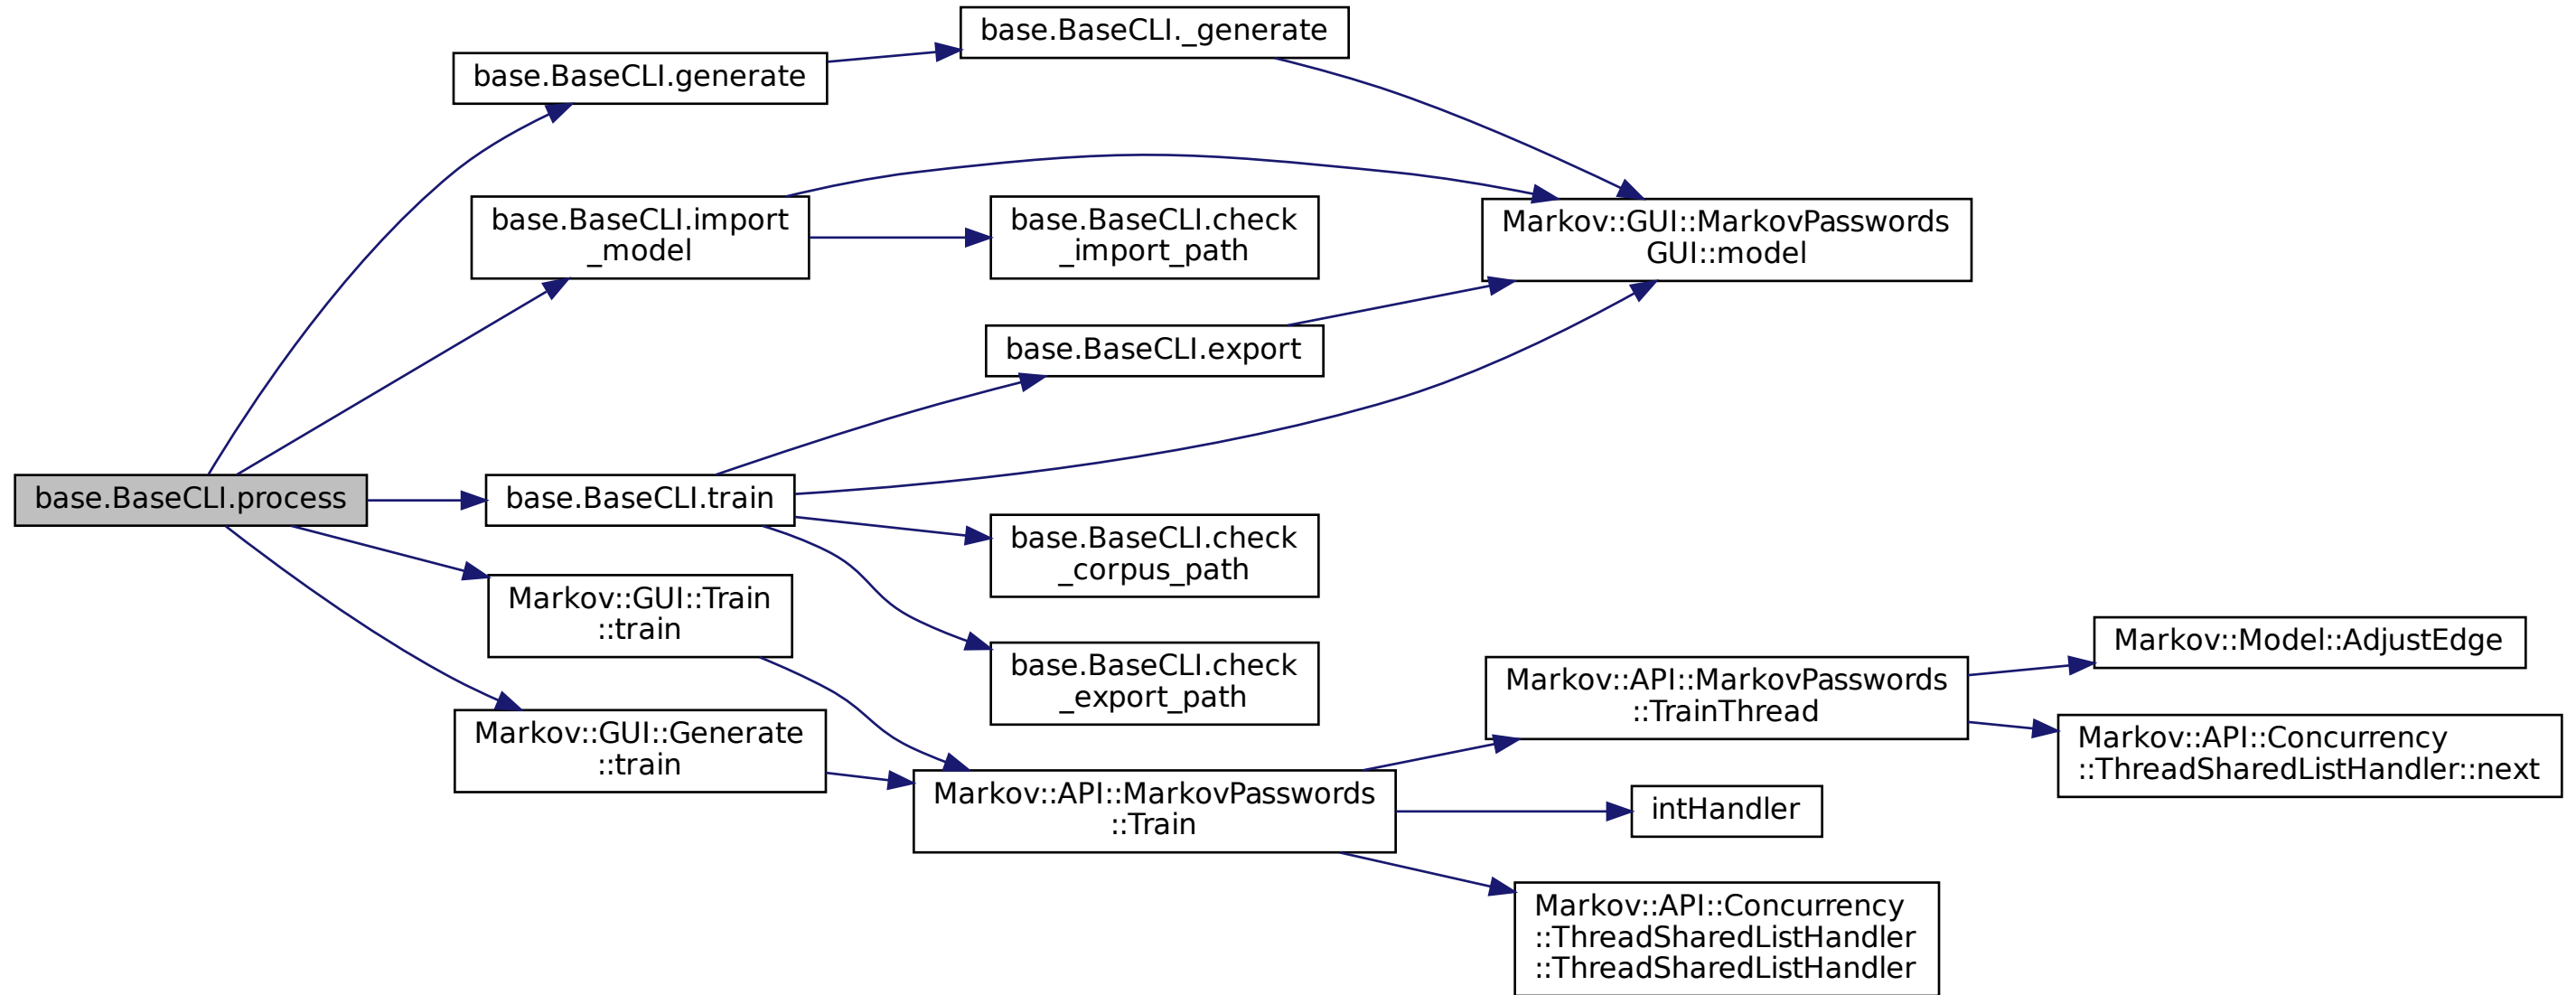 base.BaseCLI._generate
base.BaseCLI.generate
base.BaseCLI.import
_model
base.BaseCLI.check
_import_path
Markov::GUI::MarkovPasswords
GUI::model
base.BaseCLI.export
base.BaseCLI.process
base.BaseCLI.train
base.BaseCLI.check
_corpus_path
Markov::GUI::Train
::train
base.BaseCLI.check
_export_path
Markov::API::MarkovPasswords
::TrainThread
Markov::Model::AdjustEdge
Markov::GUI::Generate
::train
Markov::API::Concurrency
::ThreadSharedListHandler::next
Markov::API::MarkovPasswords
::Train
intHandler
Markov::API::Concurrency
::ThreadSharedListHandler
::ThreadSharedListHandler